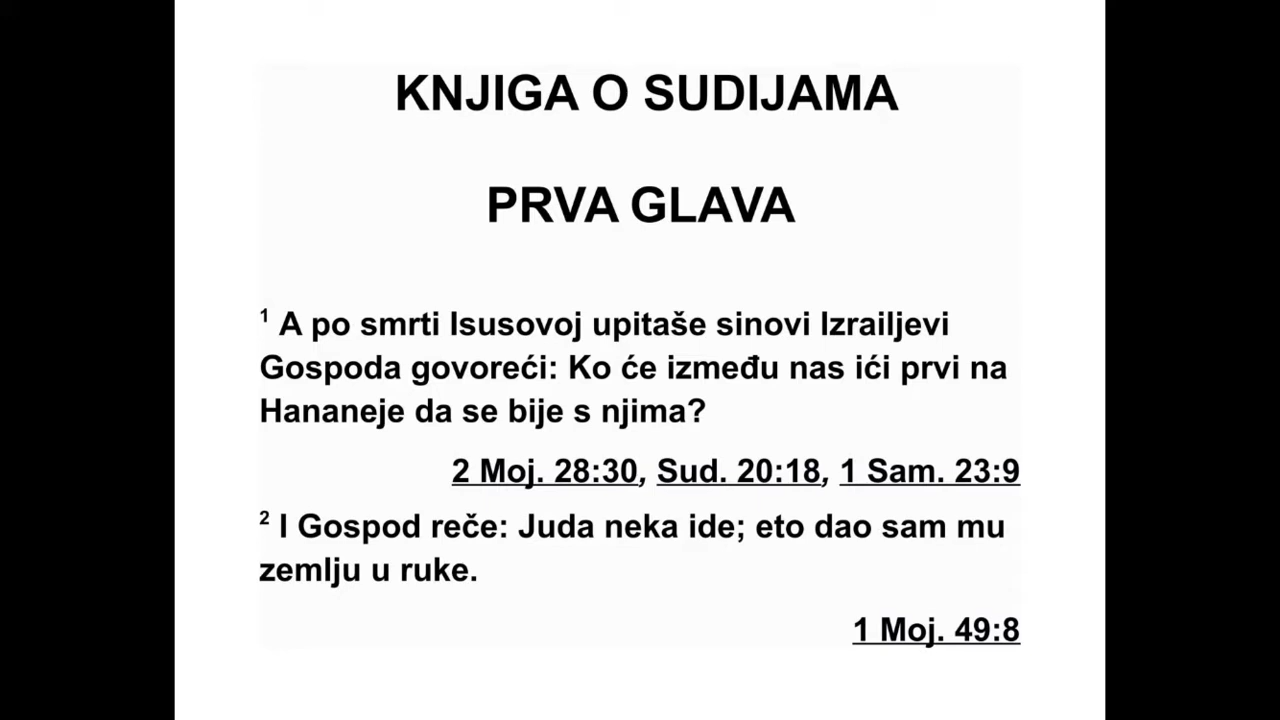 KNJIGA O SUDIJAMA
PRVA GLAVA
1 A po smrti Isusovoj upitaše sinovi Izrailjevi
Gospoda govoreći: Ko će između nas ići prvi na
Hananeje da se bije s njima?
2 Moj. 28:30, Sud. 20:18, 1 Sam. 23:9
2 I Gospod reče: Juda neka ide; eto dao sam mu
zemlju u ruke.
1 Moj. 49:8